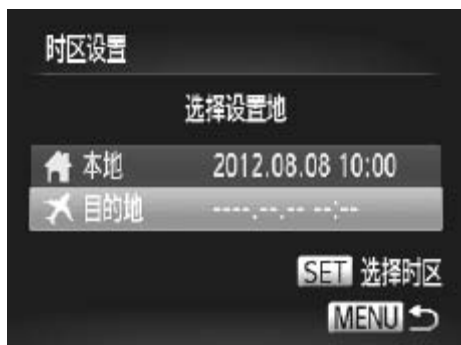 时区设置
选择设置地
本地 2012.08.08 10:00
目的地 ----.--.-- --:--
SET 选择时区
MENU